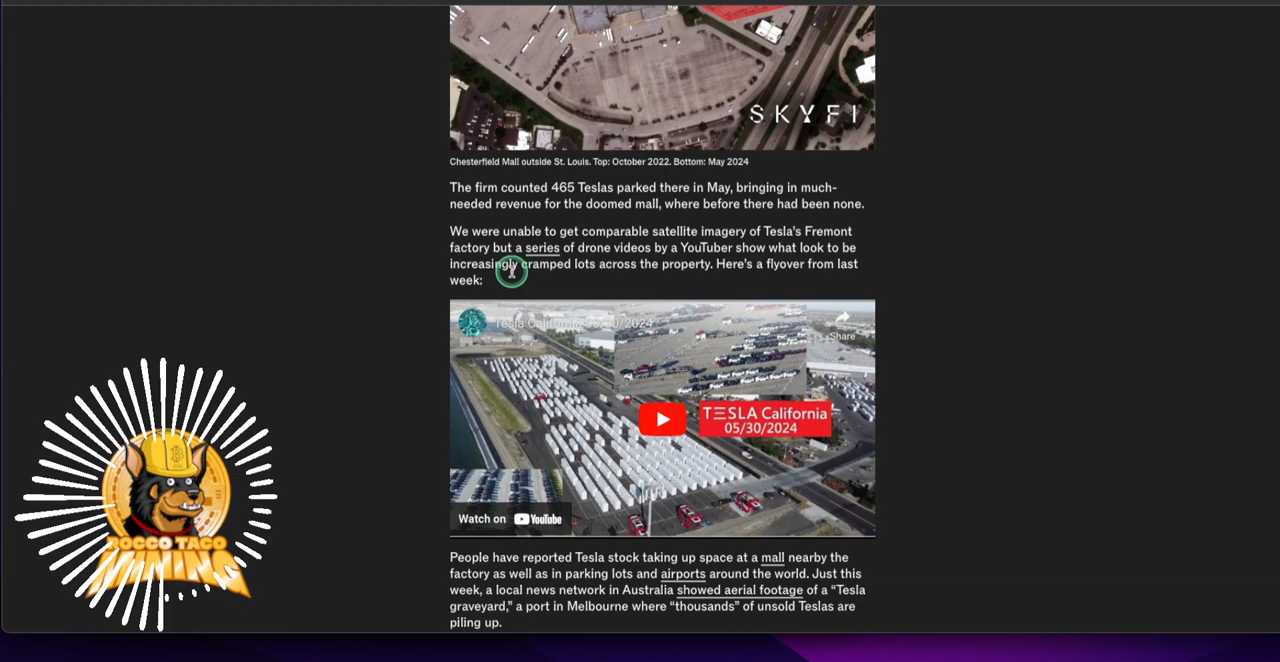 SKYFI
Chesterfield Mall outside St. Louis. Top: October 2022. Bottom: May 2024
The firm counted 465 Teslas parked there in May, bringing in much-
needed revenue for the doomed mall, where before there had been none.
We were unable to get comparable satellite imagery of Tesla's Fremont
factory but a series of drone videos by a YouTuber show what look to be
increasingly cramped lots across the property. Here's a flyover from last
week:
Tesla California 05/30/2024
Share
TESLA California
05/30/2024
Watch on YouTube
People have reported Tesla stock taking up space at a mall nearby the
factory as well as in parking lots and airports around the world. Just this
week, a local news network in Australia showed aerial footage of a “Tesla
graveyard,” a port in Melbourne where “thousands” of unsold Teslas are
piling up.
ROCCO TACO
MINING